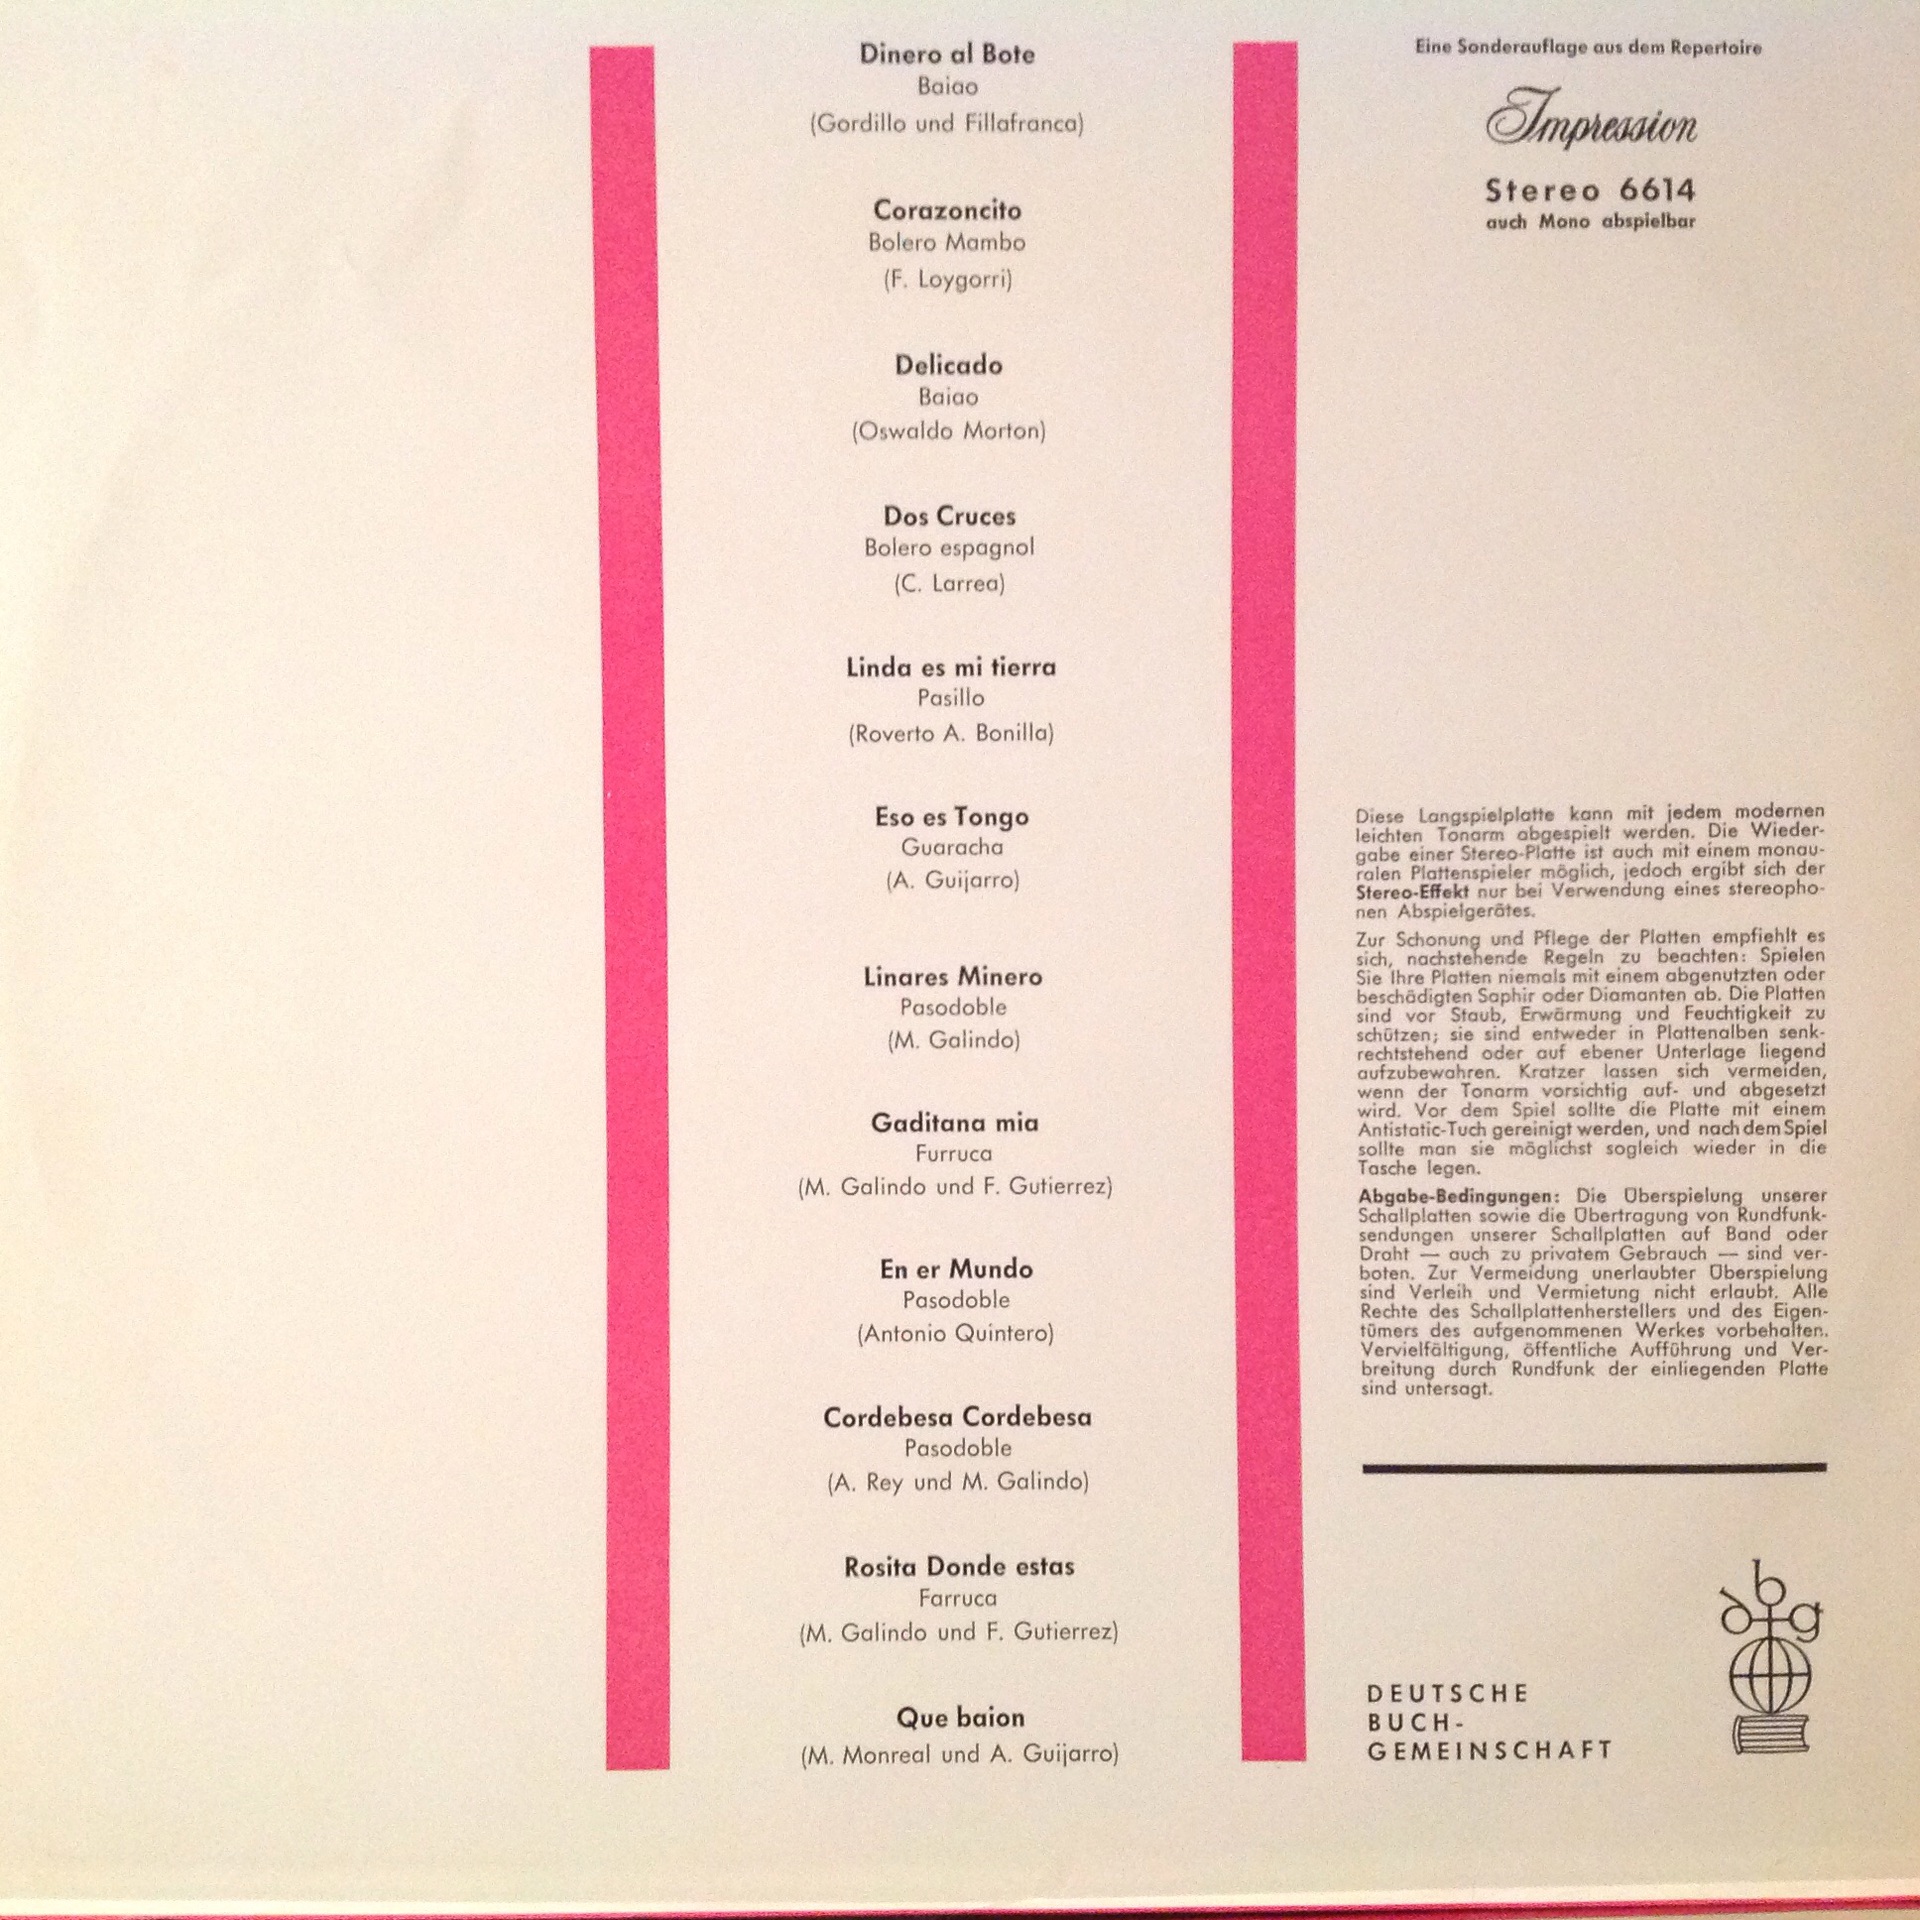 Dinero al Bote
Baiao
(Gordillo und Fillafranca)
Corazoncito
Bolero Mambo
(F. Loygorri)
Delicado
Baiao
(Oswaldo Morton)
Dos Cruces
Bolero espagnol
(C. Larrea)
Linda es mi tierra
Pasillo
(Roverto A. Bonilla)
Eso es Tongo
Guaracha
(A. Guijarro)
Linares Minero
Pasodoble
(M. Galindo)
Gaditana mia
Furruca
(M. Galindo und F. Gutierrez)
En er Mundo
Pasodoble
(Antonio Quintero)
Cordebesa Cordebesa
Pasodoble
(A. Rey und M. Galindo)
Rosita Donde estas
Farruca
(M. Galindo und F. Gutierrez)
Que baion
(M. Monreal und A. Guijarro)
Eine Sonderauflage aus dem Repertoire
Impression
Stereo 6614
auch Mono abspielbar
Diese Langspielplatte kann mit jedem modernen
leichten Tonarm abgespielt werden. Die Wieder-
gabe einer Stereo-Platte ist auch mit einem monau-
ralen Plattenspieler möglich, jedoch ergibt sich der
Stereo-Effekt nur bei Verwendung eines stereopho-
nen Abspielgerätes.
Zur Schonung und Pflege der Platten empfiehlt es
sich, nachstehende Regeln zu beachten: Spielen
Sie Ihre Platten niemals mit einem abgenutzten oder
beschädigten Saphir oder Diamanten ab. Die Platten
sind vor Staub, Erwärmung und Feuchtigkeit zu
schützen; sie sind entweder in Plattenalben senk-
rechtstehend oder auf ebener Unterlage liegend
aufzubewahren. Kratzer lassen sich vermeiden,
wenn der Tonarm vorsichtig auf- und abgesetzt
wird. Vor dem Spiel sollte die Platte mit einem
Antistatic-Tuch gereinigt werden, und nach dem Spiel
sollte man sie möglichst sogleich wieder in die
Tasche legen.
Abgabe-Bedingungen: Die Überspielung unserer
Schallplatten sowie die Übertragung von Rundfunk-
sendungen unserer Schallplatten auf Band oder
Draht — auch zu privatem Gebrauch — sind ver-
boten. Zur Vermeidung unerlaubter Überspielung
sind Verleih und Vermietung nicht erlaubt. Alle
Rechte des Schallplattenherstellers und des Eigen-
tümers des aufgenommenen Werkes vorbehalten.
Vervielfältigung, öffentliche Aufführung und Ver-
breitung durch Rundfunk der einliegenden Platte
sind untersagt.
dbg
DEUTSCHE
BUCH-
GEMEINSCHAFT